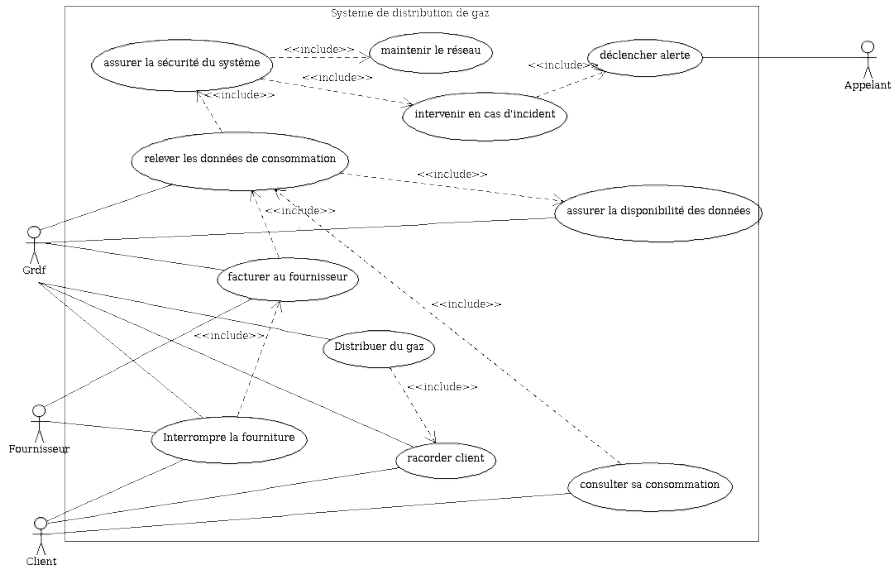 Systeme de distribution de gaz
<<include>>
maintenir le réseau
assurer la sécurité du système
déclencher alerte
<<include>>
<<include>>
Appelant
<<include>>
intervenir en cas d'incident
relever les données de consommation
<<include>>
<<include>>
assurer la disponibilité des données
Grdf
facturer au fournisseur
<<include>>
<<include>>
Distribuer du gaz
<<include>>
Fournisseur
Interrompre la fourniture
racorder client
consulter sa consommation
Client